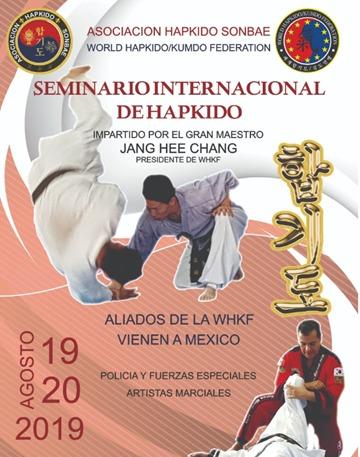 ASOCIACION HAPKIDO SONBAE
WORLD HAPKIDO/KUMDO FEDERATION
SEMINARIO INTERNACIONAL
DE HAPKIDO
IMPARTIDO POR EL GRAN MAESTRO
JANG HEE CHANG
PRESIDENTE DE WHKF
ALIADOS DE LA WHKF
VIENEN A MEXICO
POLICIA Y FUERZAS ESPECIALES
ARTISTAS MARCIALES
AGOSTO
19
20
2019